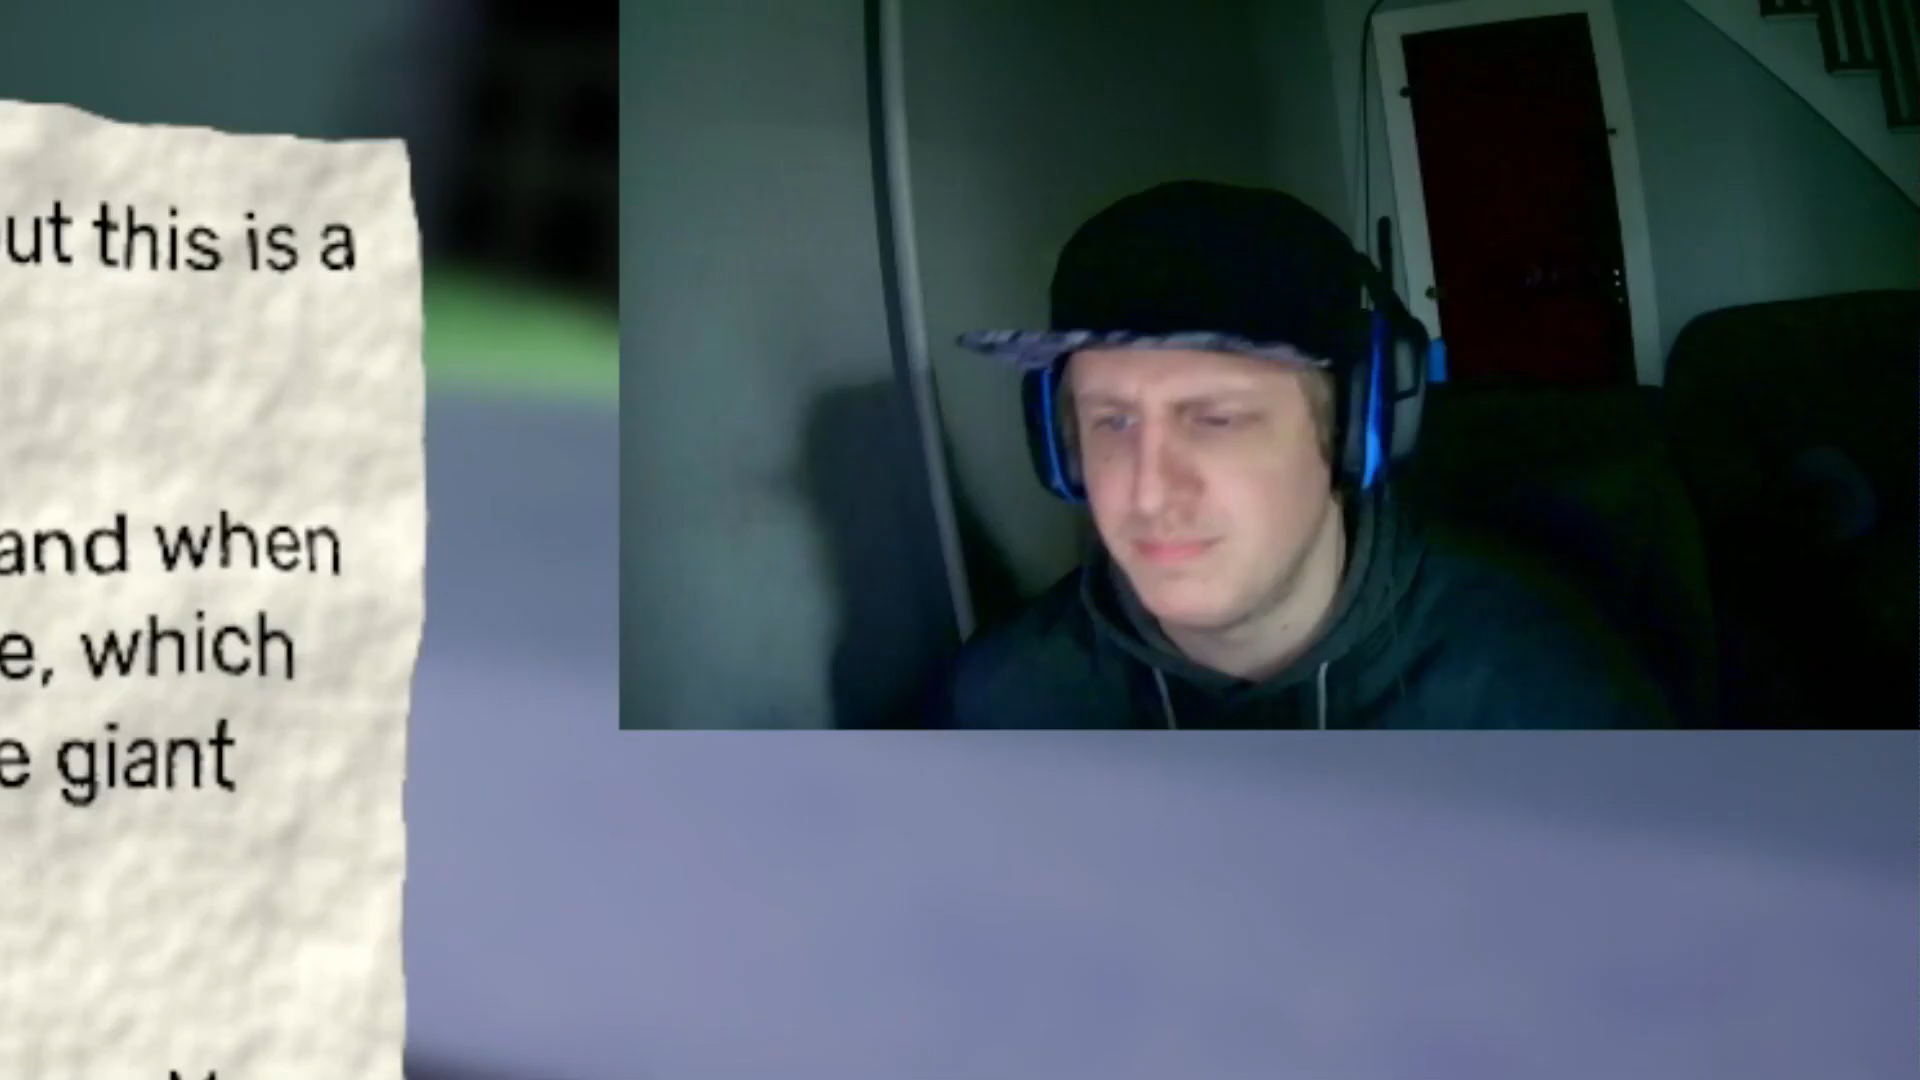 ut this is a
and when
e, which
e giant